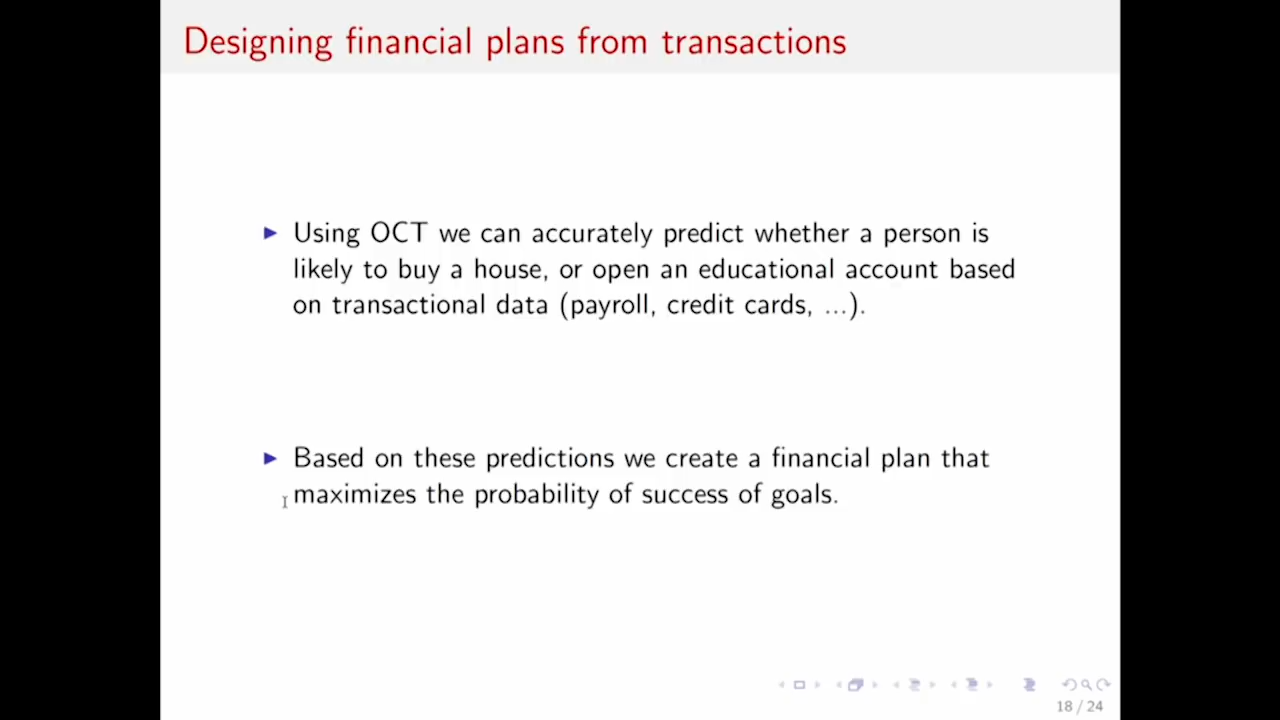 Designing financial plans from transactions
Using OCT we can accurately predict whether a person is
likely to buy a house, or open an educational account based
on transactional data (payroll, credit cards, ...).
Based on these predictions we create a financial plan that
maximizes the probability of success of goals.
18 / 24